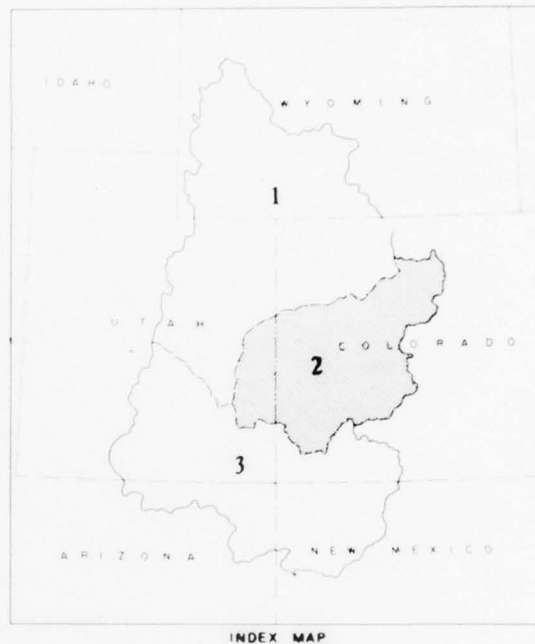 IDAHO
WYOMING
1
UTAH
COLORADO
2
3
ARIZONA
NEW MEXICO
INDEX MAP